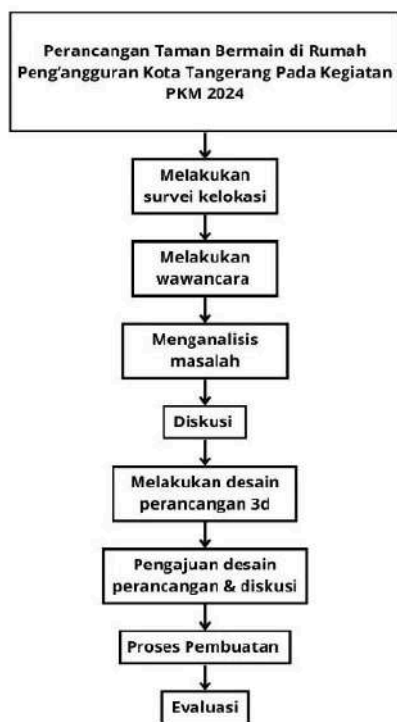 Perancangan Taman Bermain di Rumah
Peng'angguran Kota Tangerang Pada Kegiatan
PKM 2024
Melakukan
survei kelokasi
Melakukan
wawancara
Menganalisis
masalah
Diskusi
Melakukan desain
perancangan 3d
Pengajuan desain
perancangan & diskusi
Proses Pembuatan
Evaluasi